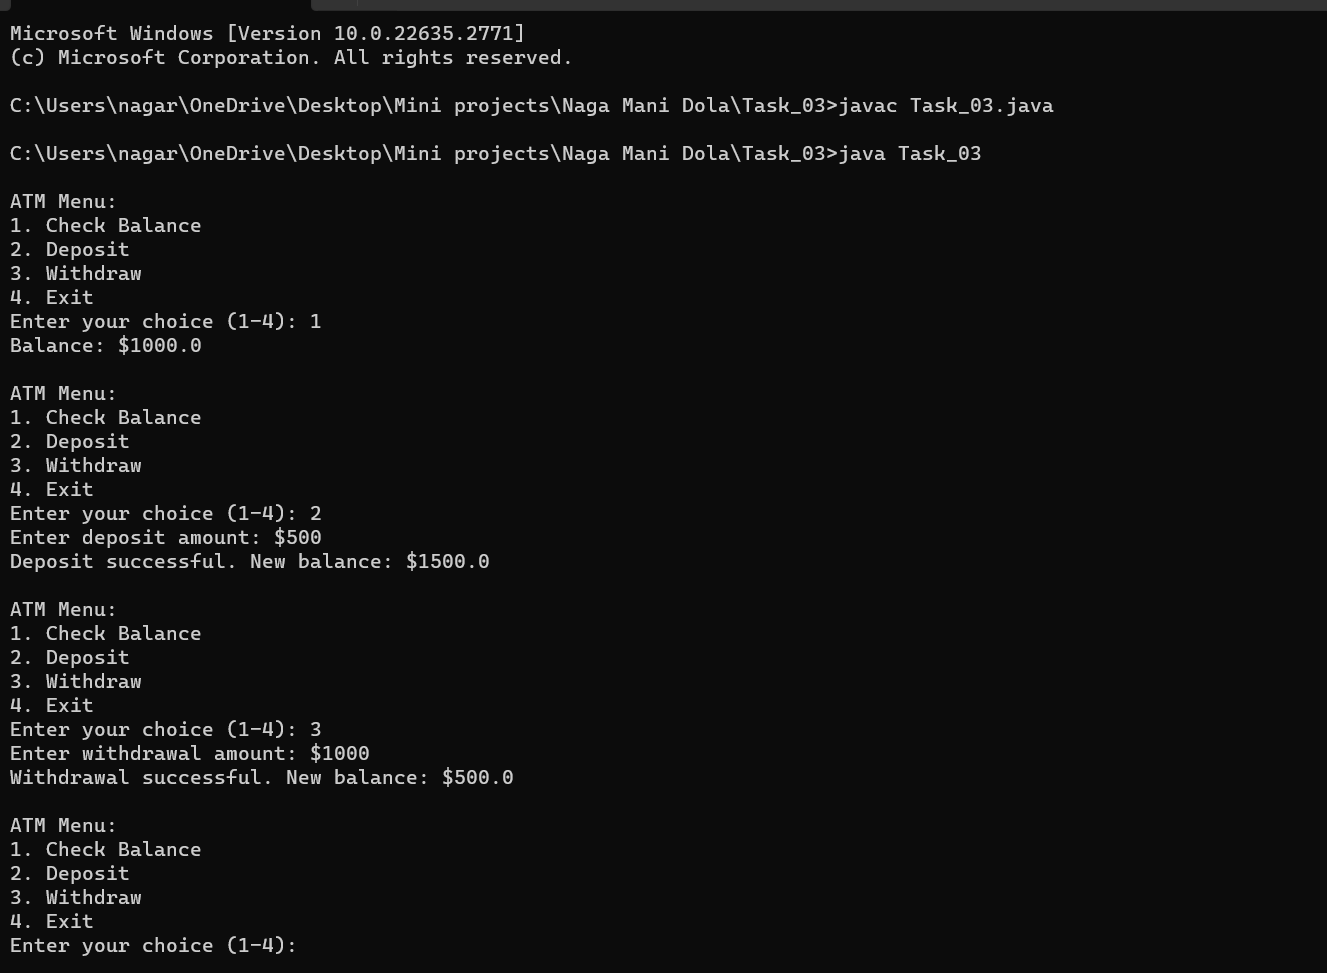 Microsoft Windows [Version 10.0.22635.2771]
(c) Microsoft Corporation. All rights reserved.
C:\Users\nagar\OneDrive\Desktop\Mini projects\Naga Mani Dola\Task_03>javac Task_03.java
C:\Users\nagar\OneDrive\Desktop\Mini projects\Naga Mani Dola\Task_03>java Task_03
ATM Menu:
1. Check Balance
2. Deposit
3. Withdraw
4. Exit
Enter your choice (1-4): 1
Balance: $1000.0
ATM Menu:
1. Check Balance
2. Deposit
3. Withdraw
4. Exit
Enter your choice (1-4): 2
Enter deposit amount: $500
Deposit successful. New balance: $1500.0
ATM Menu:
1. Check Balance
2. Deposit
3. Withdraw
4. Exit
Enter your choice (1-4): 3
Enter withdrawal amount: $1000
Withdrawal successful. New balance: $500.0
ATM Menu:
1. Check Balance
2. Deposit
3. Withdraw
4. Exit
Enter your choice (1-4):